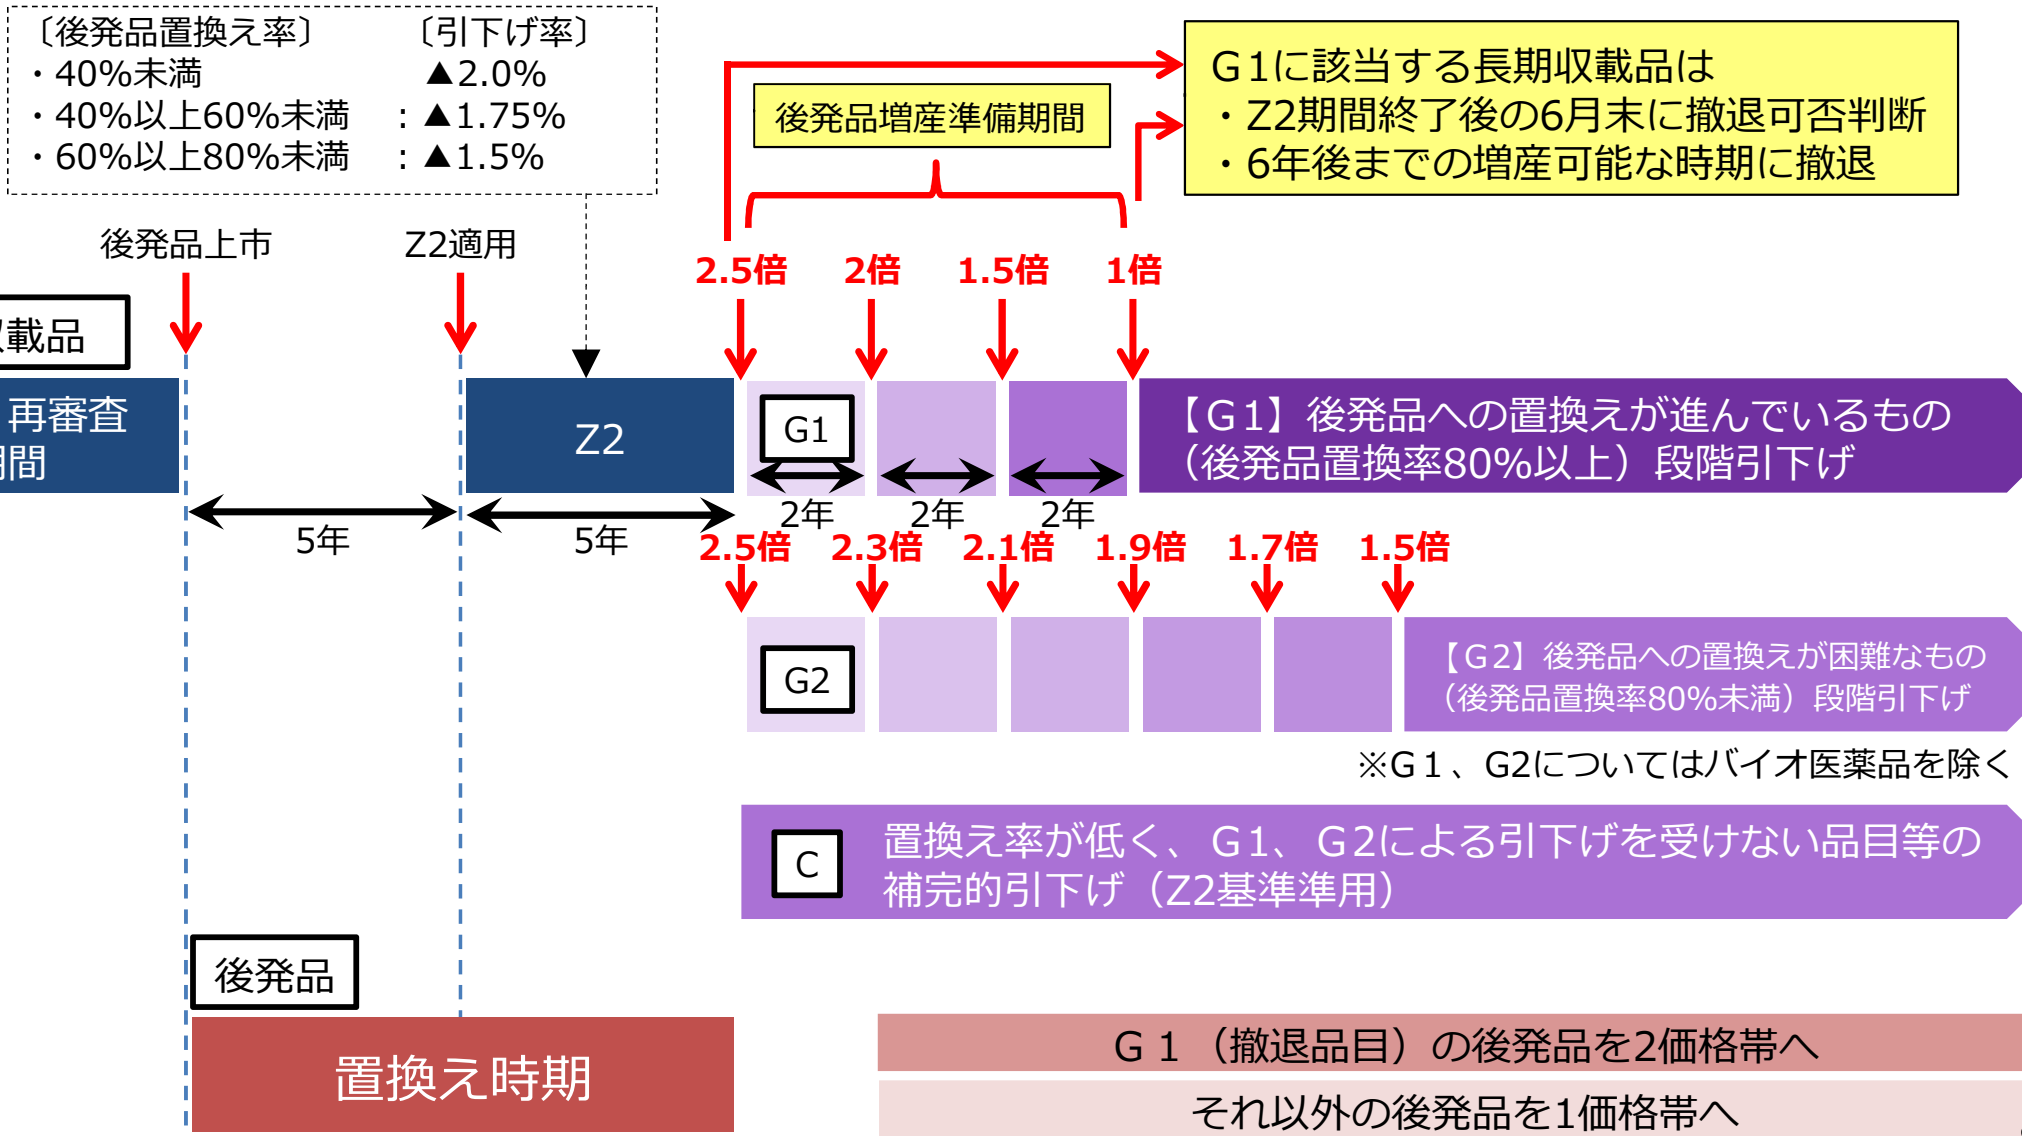 〔後発品置換え率〕　〔引下げ率〕
・40%未満　▲2.0%
・40%以上60%未満　：▲1.75%
・60%以上80%未満　：▲1.5%
後発品増産準備期間
G1に該当する長期収載品は
・Z2期間終了後の6月末に撤退可否判断
・6年後までの増産可能な時期に撤退
後発品上市
Z2適用
2.5倍　2倍　1.5倍　1倍
載品
再審査
期間
Z2
G1
【G1】後発品への置換えが進んでいるもの
（後発品置換率80%以上）段階引下げ
5年　5年　2年　2年　2年
2.5倍　2.3倍　2.1倍　1.9倍　1.7倍　1.5倍
G2
【G2】後発品への置換えが困難なもの
（後発品置換率80%未満）段階引下げ
※G１、G2についてはバイオ医薬品を除く
C
置換え率が低く、G1、G2による引下げを受けない品目等の
補完的引下げ（Z2基準準用）
後発品
置換え時期
G１（撤退品目）の後発品を2価格帯へ
それ以外の後発品を1価格帯へ